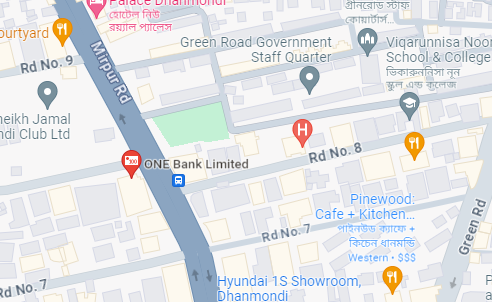 Palace Dhanmondi
হোটেল নিউ
রয়্যাল প্যালেস
গ্রীনরোড স্টাফ
কোয়ার্টার্স...
ourtyard
Green Road Government
Staff Quarter
Viqarunnisa Noon
School & College
ভিকারুননিসা নূন
স্কুল এন্ড কলেজ
Rd No. 9
Mirpur Rd
heikh Jamal
ndi Club Ltd
H
ONE Bank Limited
Rd No. 8
Pinewood:
Cafe + Kitchen...
পাইনউড ক্যাফে +
কিচেন ধানমন্ডি
Western • $$$
Green Rd
Rd No. 7
Rd No. 7
Hyundai 1S Showroom,
Dhanmondi